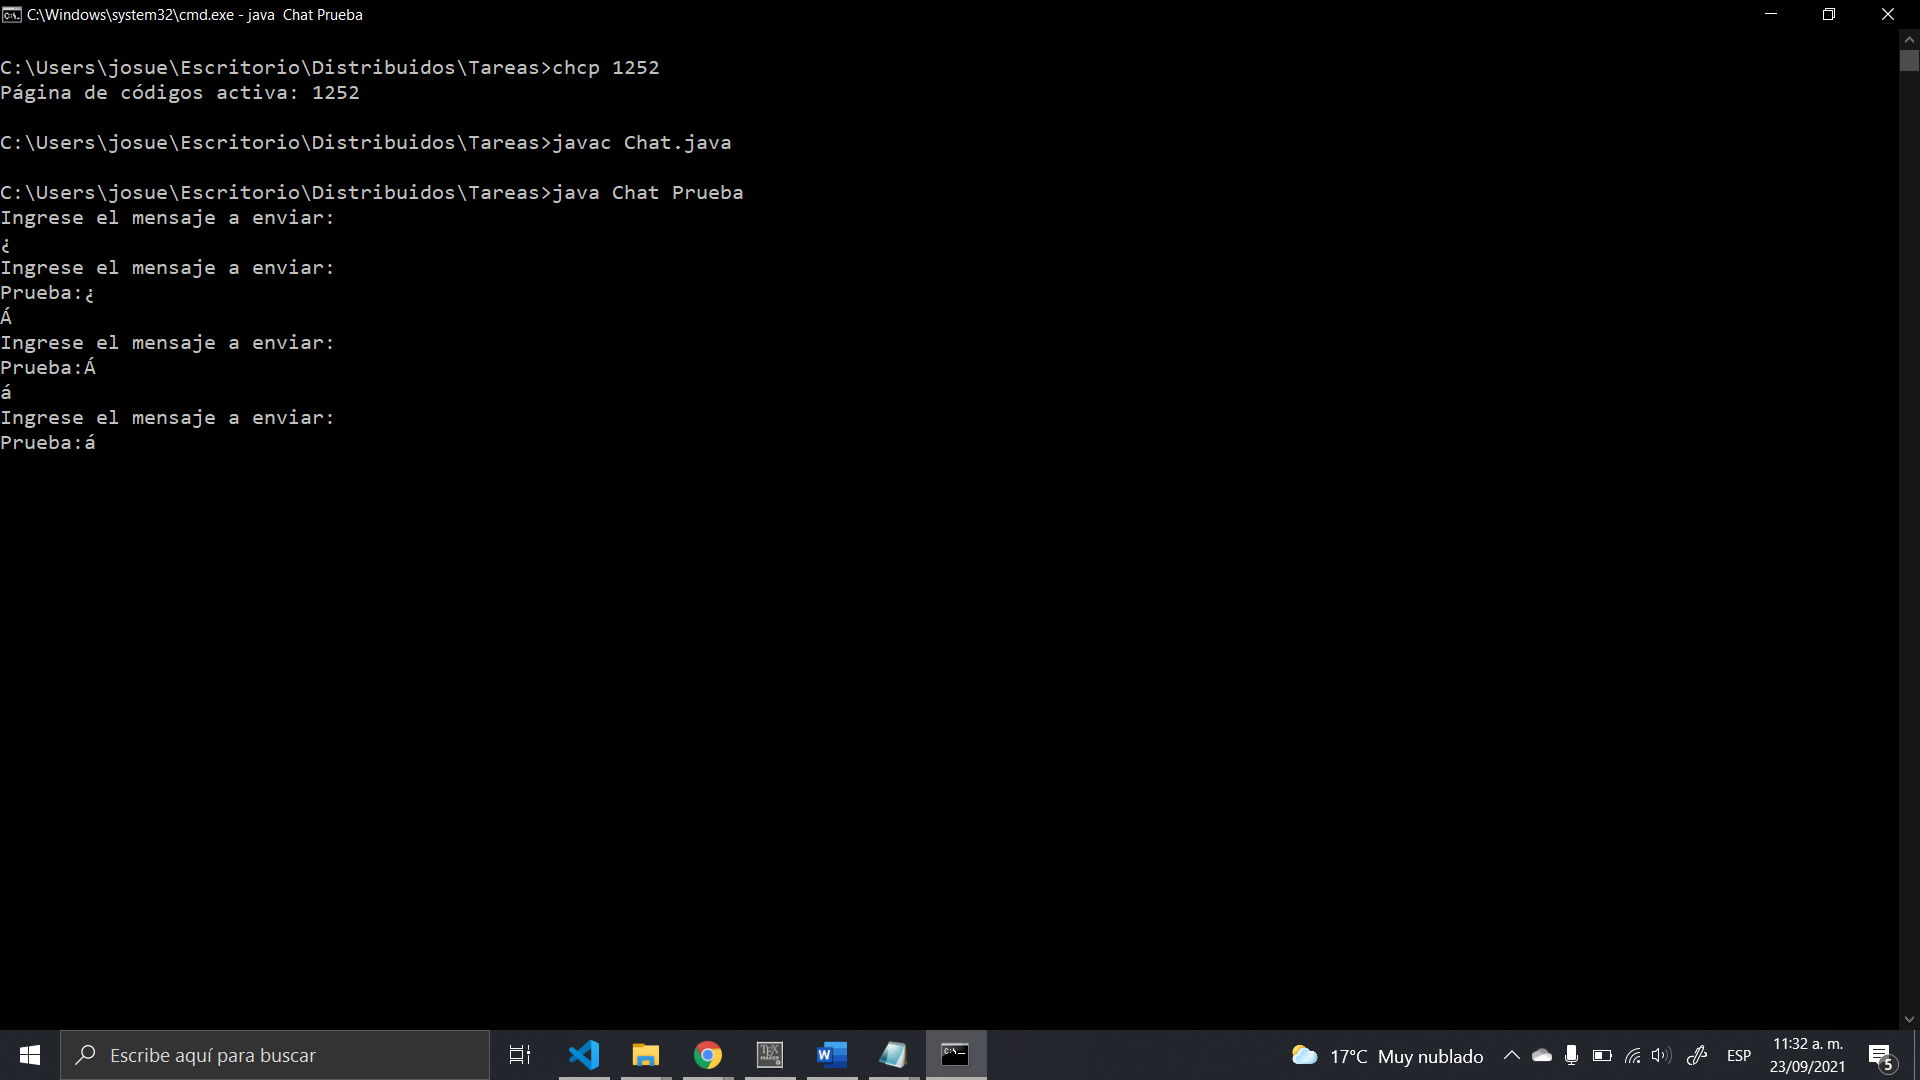 C:\Windows\system32\cmd.exe - java  Chat Prueba
C:\Users\josue\Escritorio\Distribuidos\Tareas>chcp 1252
Página de códigos activa: 1252
C:\Users\josue\Escritorio\Distribuidos\Tareas>javac Chat.java
C:\Users\josue\Escritorio\Distribuidos\Tareas>java Chat Prueba
Ingrese el mensaje a enviar:
¿
Ingrese el mensaje a enviar:
Prueba:¿
Á
Ingrese el mensaje a enviar:
Prueba:Á
á
Ingrese el mensaje a enviar:
Prueba:á
Escribe aquí para buscar
17°C Muy nublado
ESP
11:32 a. m.
23/09/2021
5